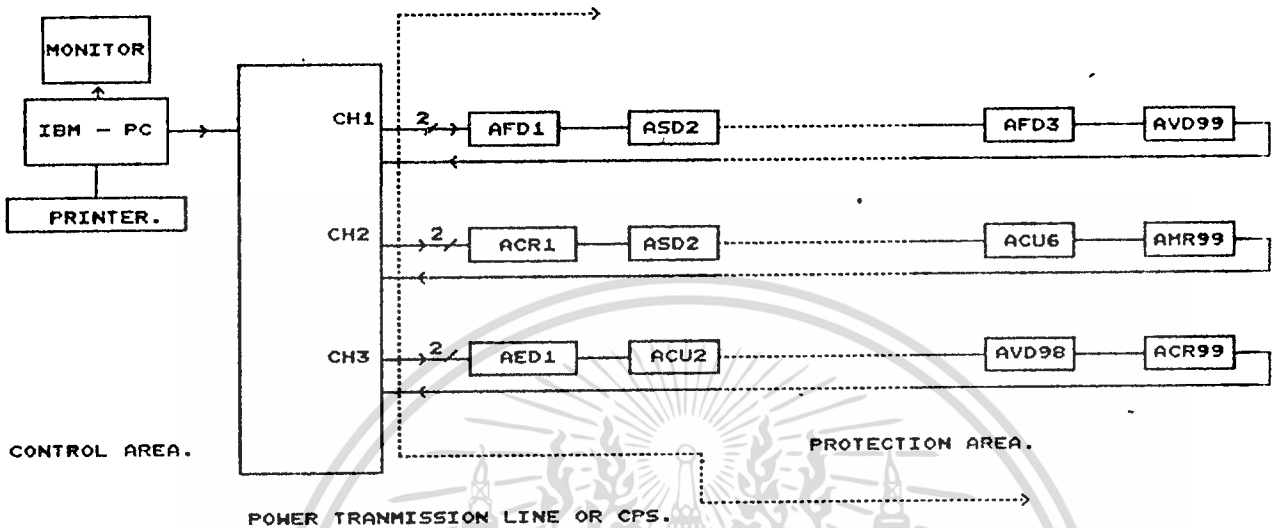 MONITOR
IBM - PC
PRINTER.
CH1 2 AFD1 ASD2 AFD3 AVD99
CH2 2 ACR1 ASD2 ACU6 AMR99
CH3 2 AED1 ACU2 AVD98 ACR99
CONTROL AREA. PROTECTION AREA.
POWER TRANMISSION LINE OR CPS.